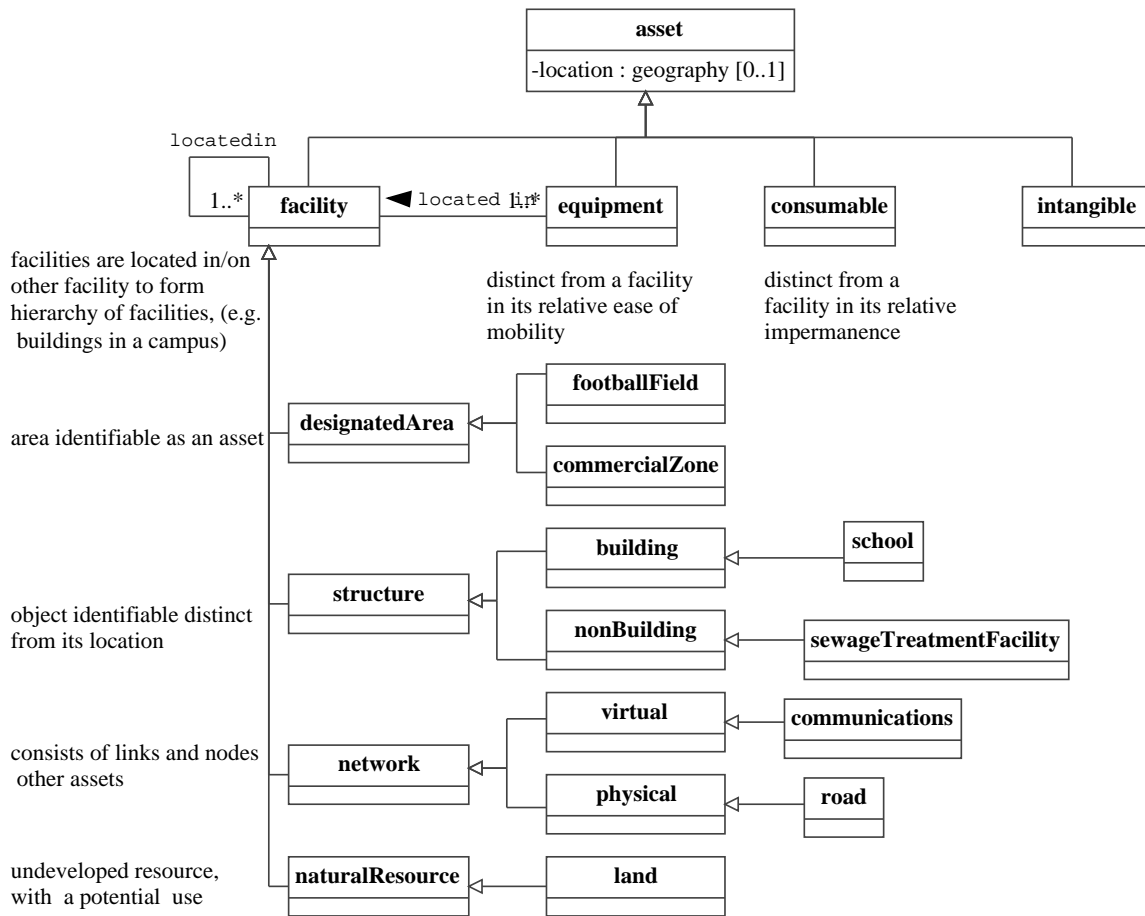 asset
-location : geography [0..1]
locatedin
1..*
facility
located in
1..*
equipment
consumable
intangible
facilities are located in/on
other facility to form
hierarchy of facilities, (e.g.
buildings in a campus)
distinct from a facility
in its relative ease of
mobility
distinct from a
facility in its relative
impermanence
footballField
designatedArea
area identifiable as an asset
commercialZone
building
school
structure
object identifiable distinct
from its location
nonBuilding
sewageTreatmentFacility
virtual
communications
consists of links and nodes
other assets
network
physical
road
undeveloped resource,
with a potential use
naturalResource
land